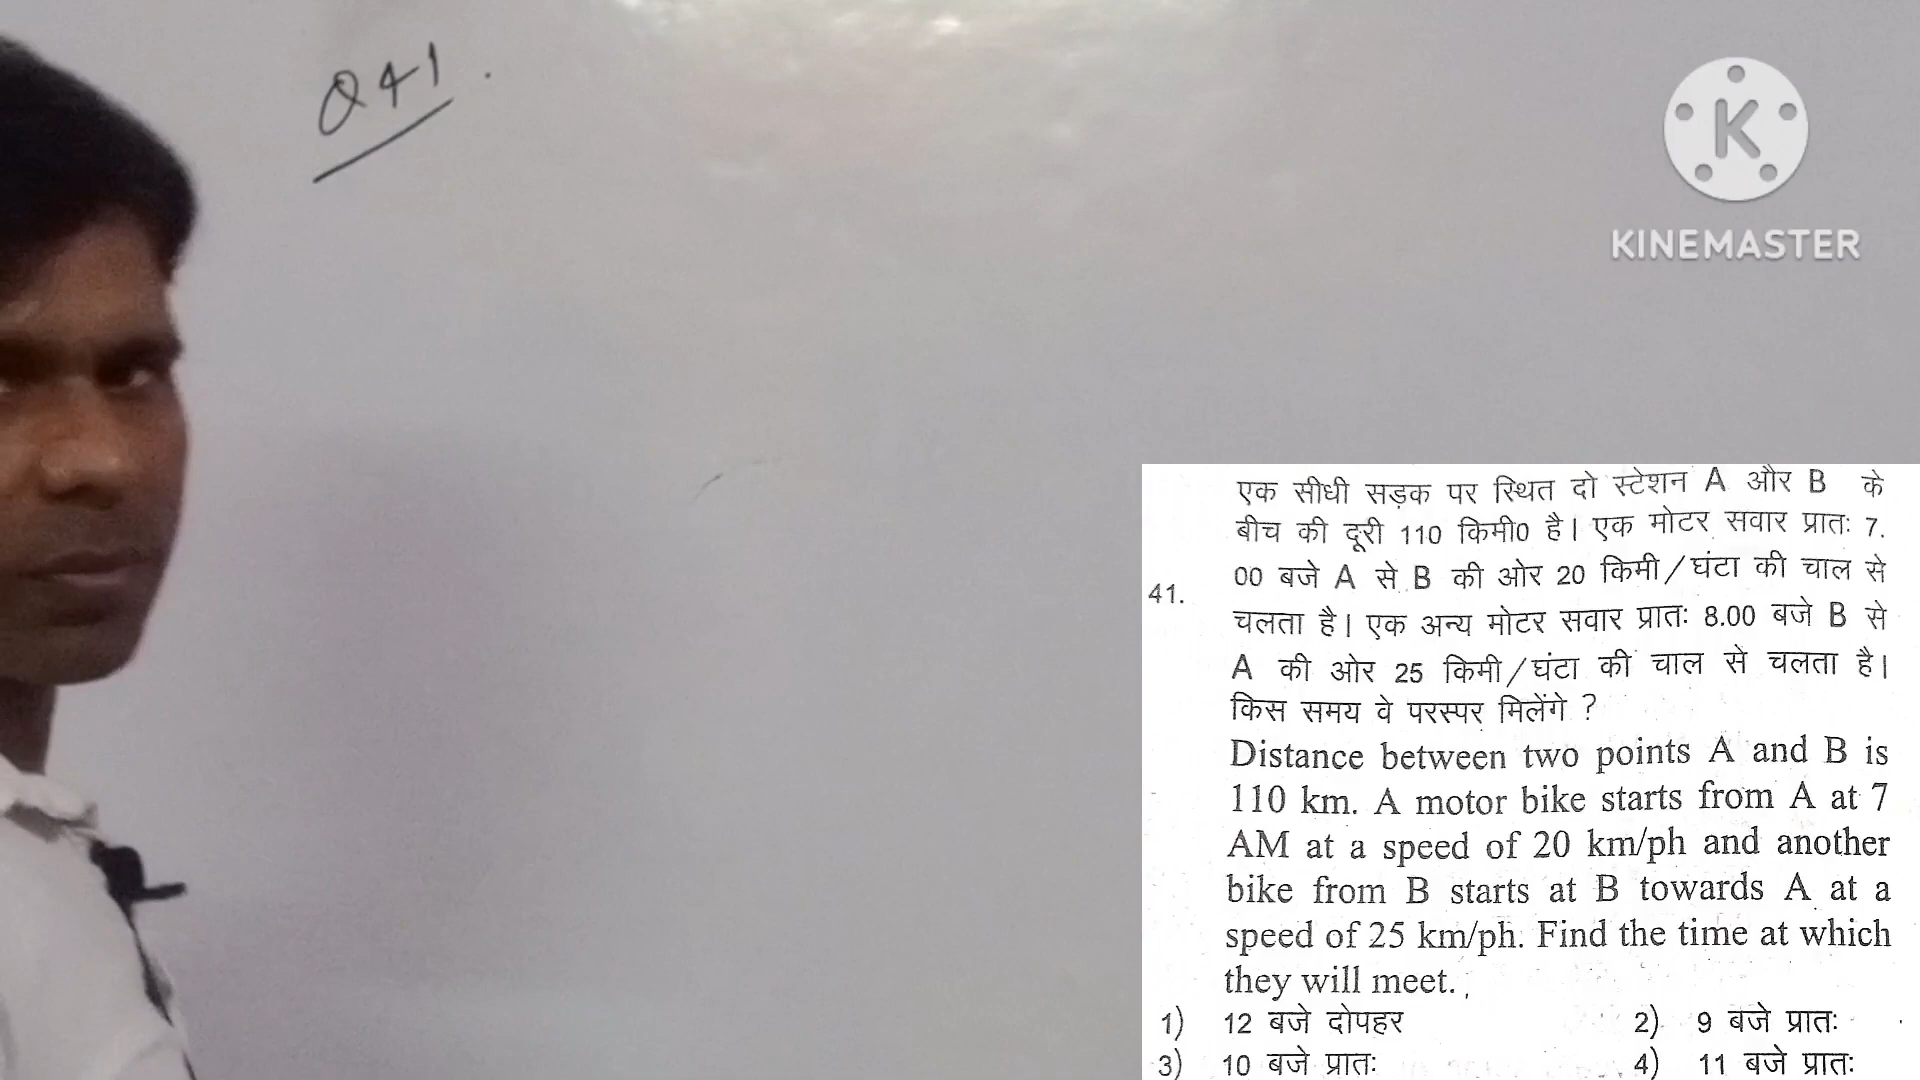 Q41.
K
KINEMASTER
एक सीधी सड़क पर स्थित दो स्टेशन A और B के
बीच की दूरी 110 किमी0 है। एक मोटर सवार प्रातः 7.
00 बजे A से B की ओर 20 किमी/घंटा की चाल से
41.
चलता है। एक अन्य मोटर सवार प्रातः 8.00 बजे B से
A की ओर 25 किमी/घंटा की चाल से चलता है।
किस समय वे परस्पर मिलेंगे ?
Distance between two points A and B is
110 km. A motor bike starts from A at 7
AM at a speed of 20 km/ph and another
bike from B starts at B towards A at a
speed of 25 km/ph. Find the time at which
they will meet.
1) 12 बजे दोपहर 2) 9 बजे प्रातः
3) 10 बजे प्रातः 4) 11 बजे प्रातः